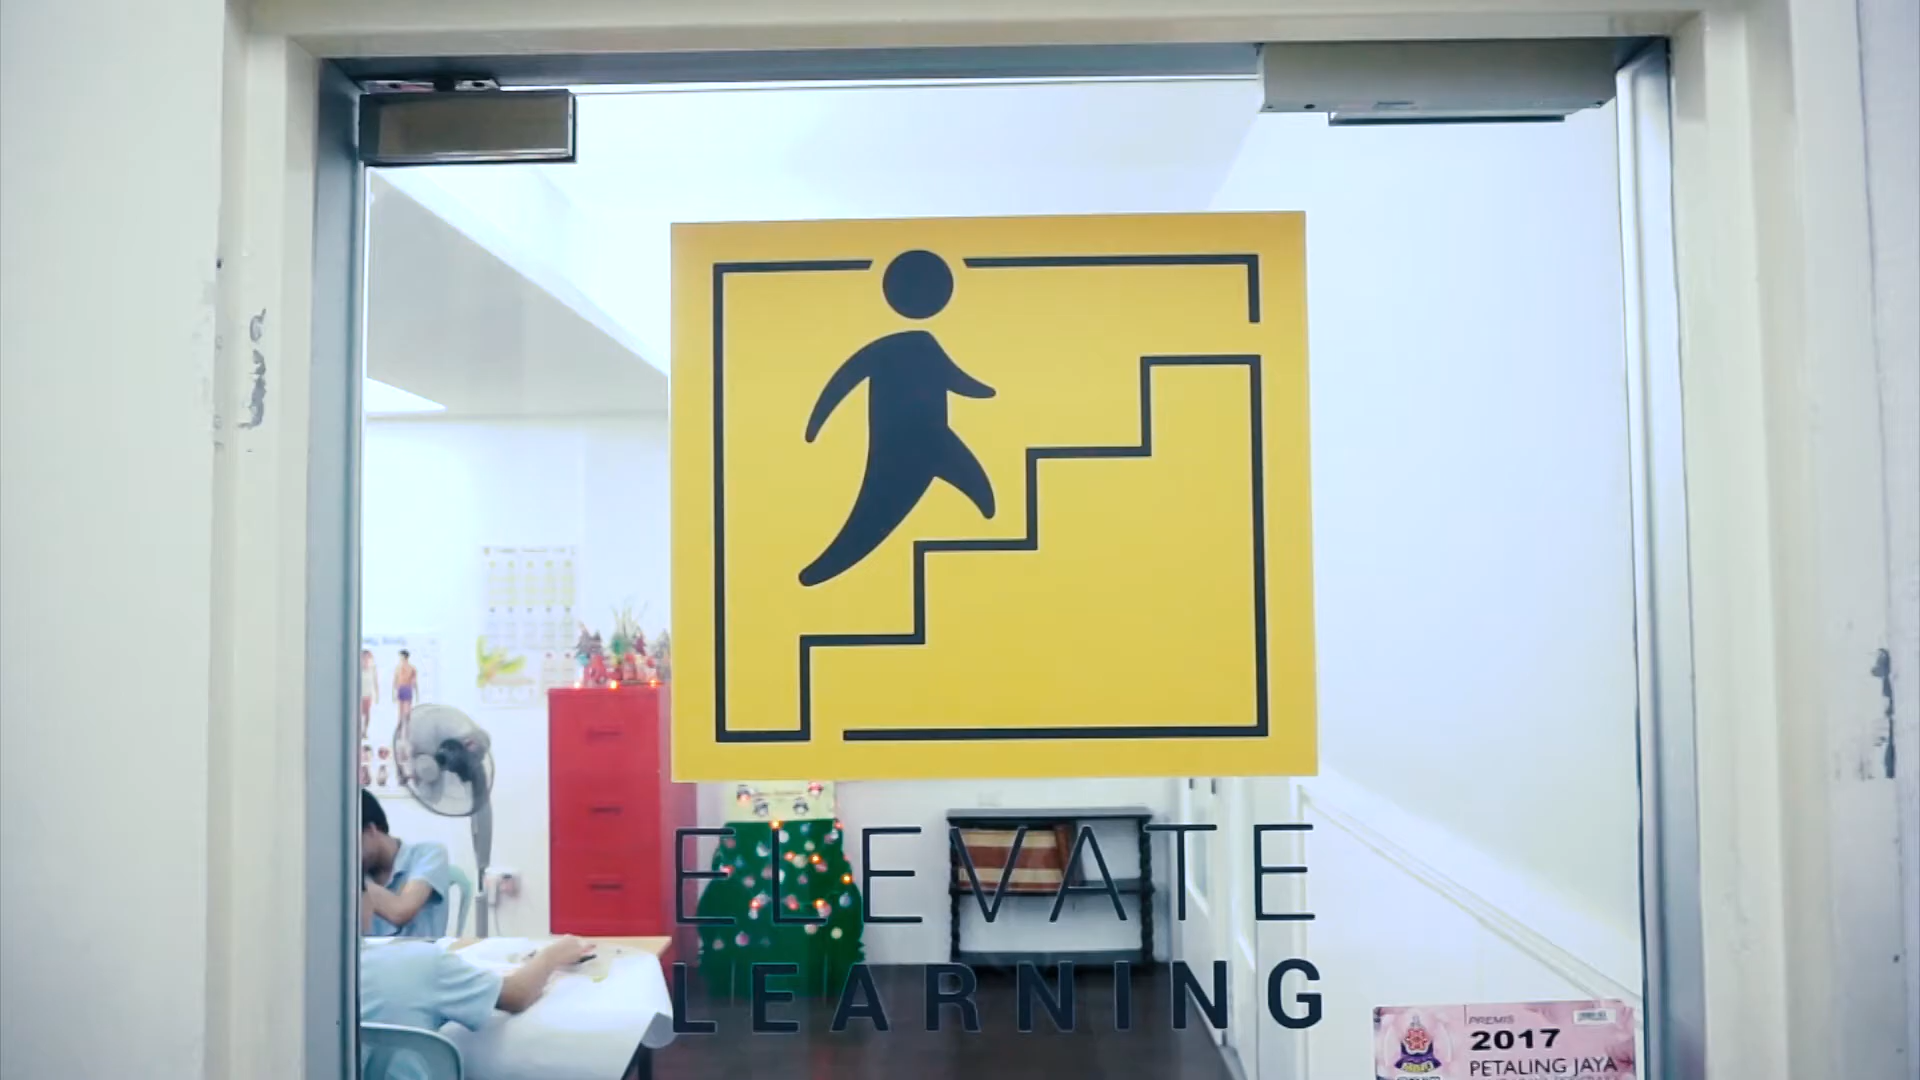 ELEVATE
LEARNING
PREMIS
2017
PETALING JAYA